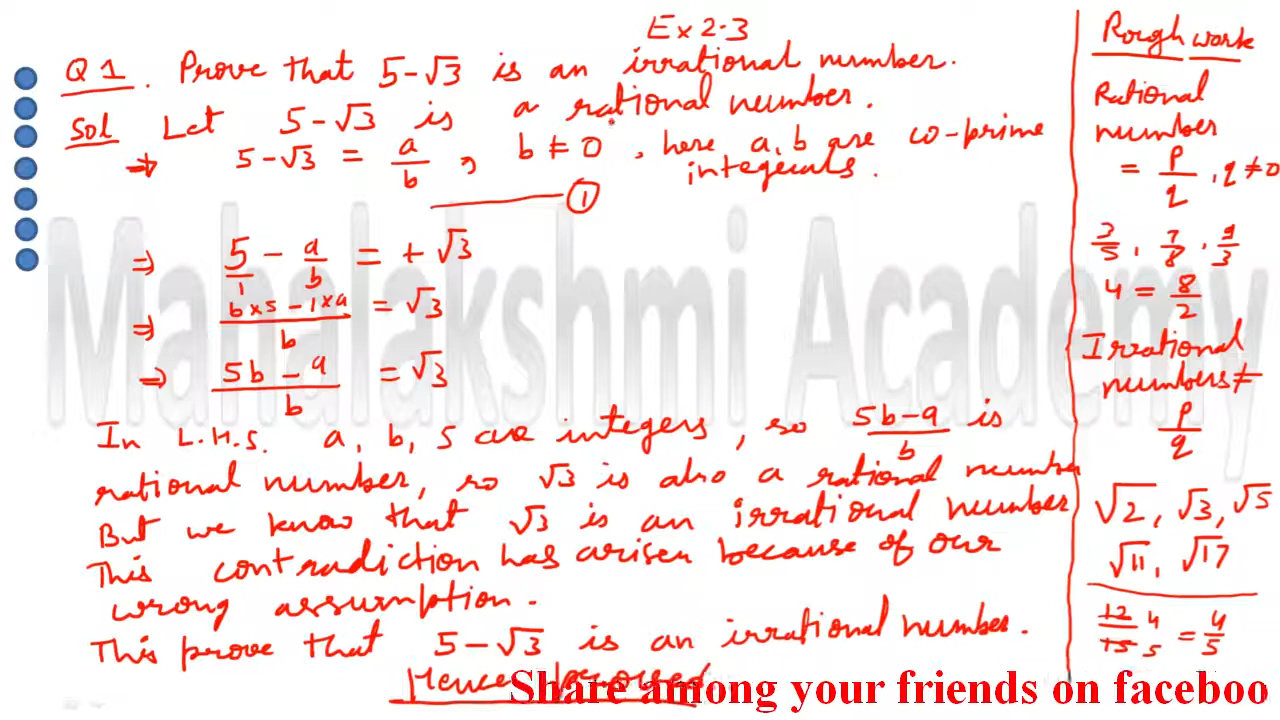 Ex 2.3
Q1. Prove that 5-√3 is an irrational number.
Sol Let 5-√3 is a rational number.
⇒ 5-√3 = a/b, b ≠ 0, here a, b are co-prime
integerals.
①
⇒ 5/1 - a/b = + √3
⇒ (b×5 - 1×a)/b = √3
⇒ (5b - a)/b = √3
In L.H.S. a, b, 5 are integers, so (5b-a)/b is
rational number, so √3 is also a rational number
But we know that √3 is an irrational number
This contradiction has arisen because of our
wrong assumption.
This prove that 5-√3 is an irrational number.
Hence proved
Rough work
Rational
number
= p/q, q≠0
3/5, 7/8, 9/3
4 = 8/2
Irrational
numbers≠
p/q
√2, √3, √5
√11, √17
12/15 4/5 = 4/5
Mahalakshmi Academy
Share among your friends on faceboo